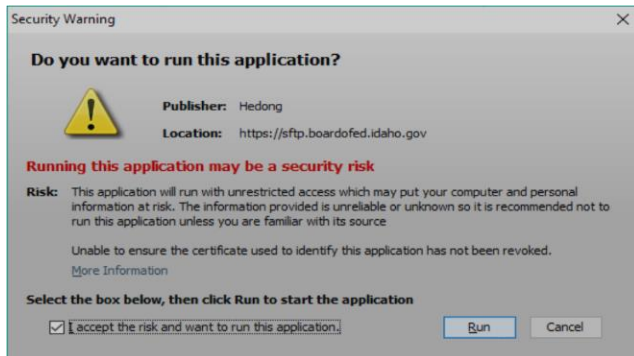 Security Warning
Do you want to run this application?
Publisher: Hedong
Location: https://sftp.boardofed.idaho.gov
Running this application may be a security risk
Risk: This application will run with unrestricted access which may put your computer and personal
information at risk. The information provided is unreliable or unknown so it is recommended not to
run this application unless you are familiar with its source
Unable to ensure the certificate used to identify this application has not been revoked.
More Information
Select the box below, then click Run to start the application
I accept the risk and want to run this application.
Run Cancel